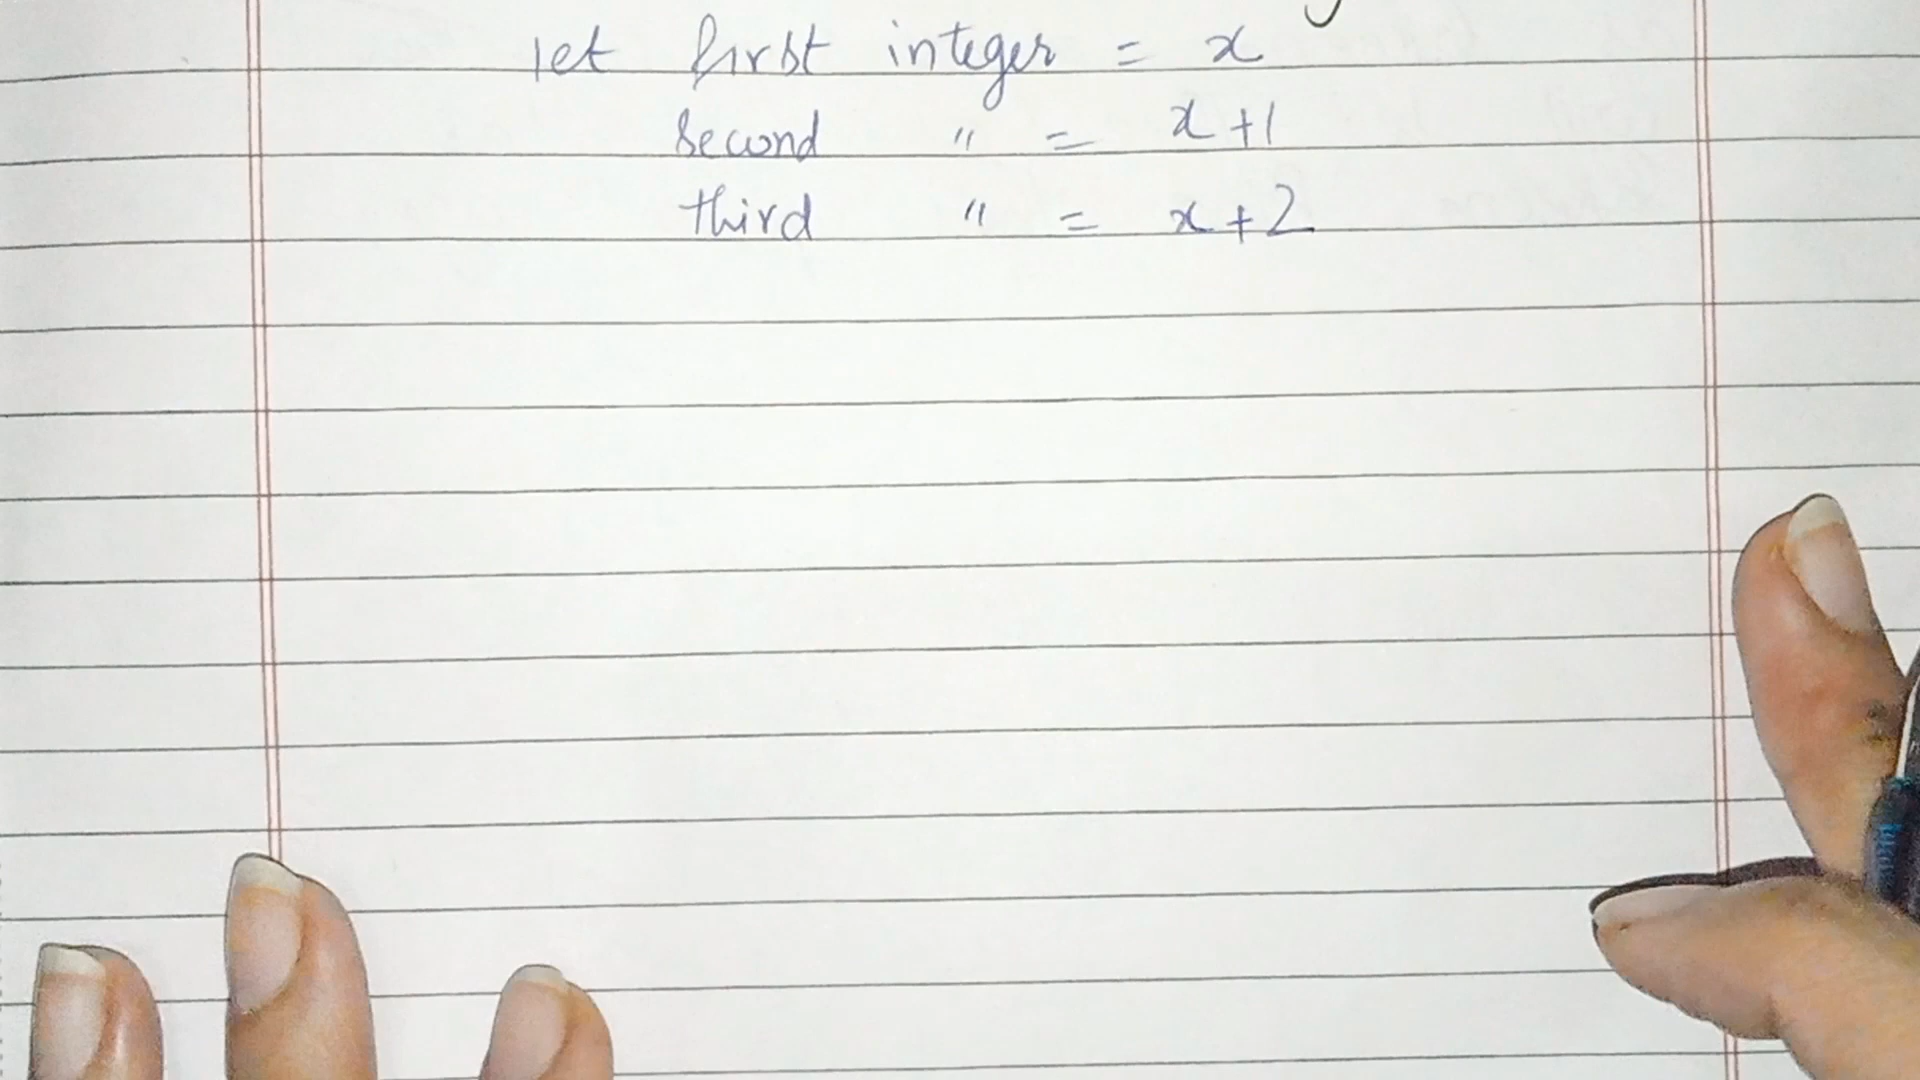 let first integer = x
second " = x+1
third " = x+2